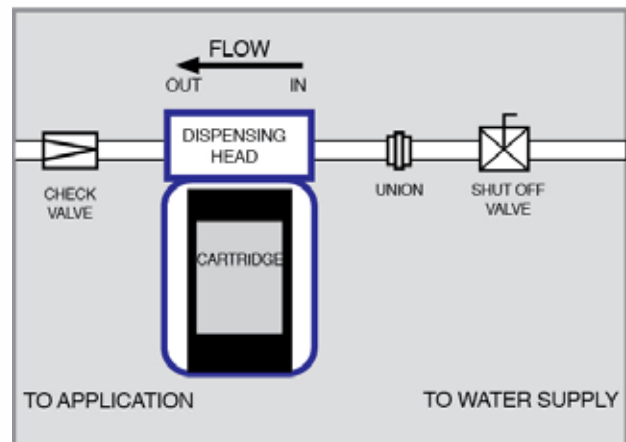 FLOW
OUT
IN
DISPENSING
HEAD
CHECK
VALVE
UNION
SHUT OFF
VALVE
CARTRIDGE
TO APPLICATION
TO WATER SUPPLY